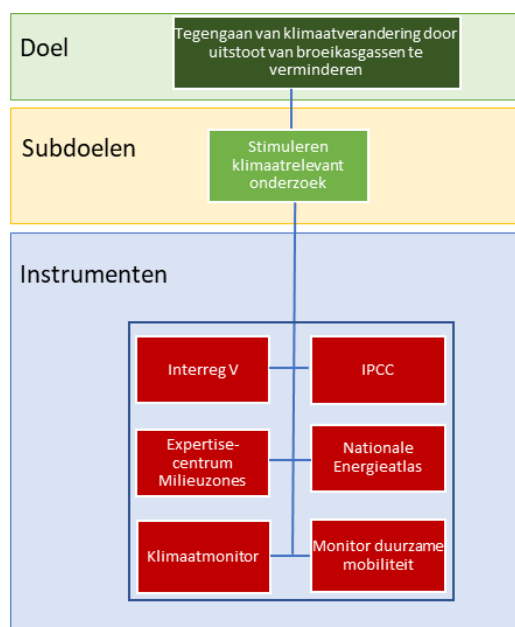 Doel
Tegengaan van klimaatverandering door
uitstoot van broeikasgassen te
verminderen
Subdoelen
Stimuleren
klimaatrelevant
onderzoek
Instrumenten
Interreg V
IPCC
Expertise-
centrum
Milieuzones
Nationale
Energieatlas
Klimaatmonitor
Monitor duurzame
mobiliteit